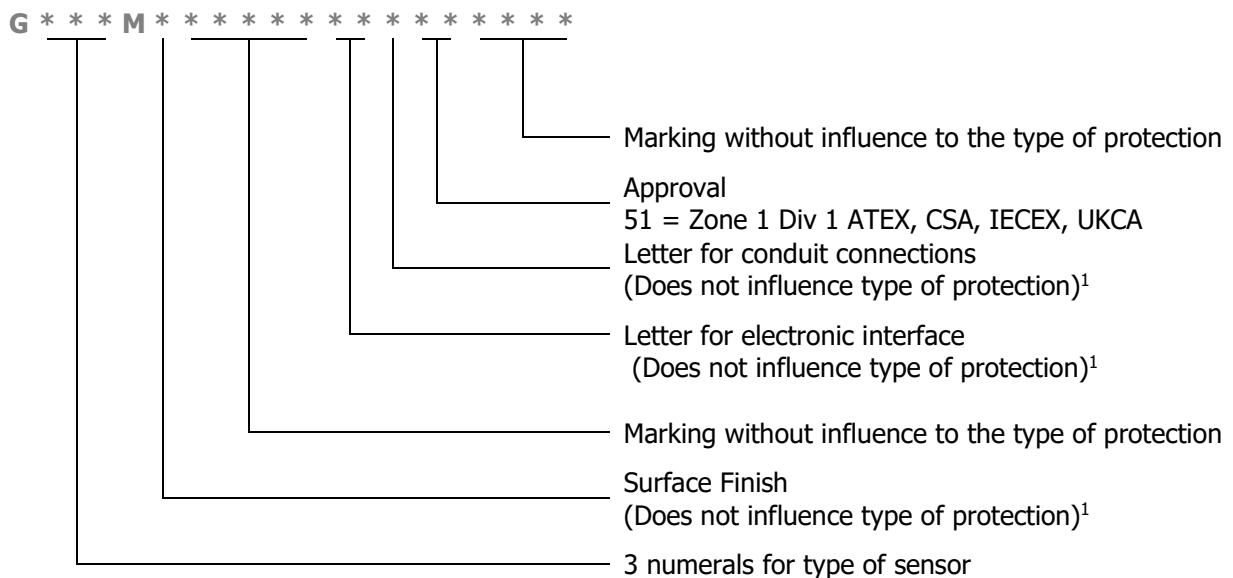 G * * * M * * * * * * * * * * * * * * *
Marking without influence to the type of protection
Approval
51 = Zone 1 Div 1 ATEX, CSA, IECEX, UKCA
Letter for conduit connections
(Does not influence type of protection)¹
Letter for electronic interface
(Does not influence type of protection)¹
Marking without influence to the type of protection
Surface Finish
(Does not influence type of protection)¹
3 numerals for type of sensor